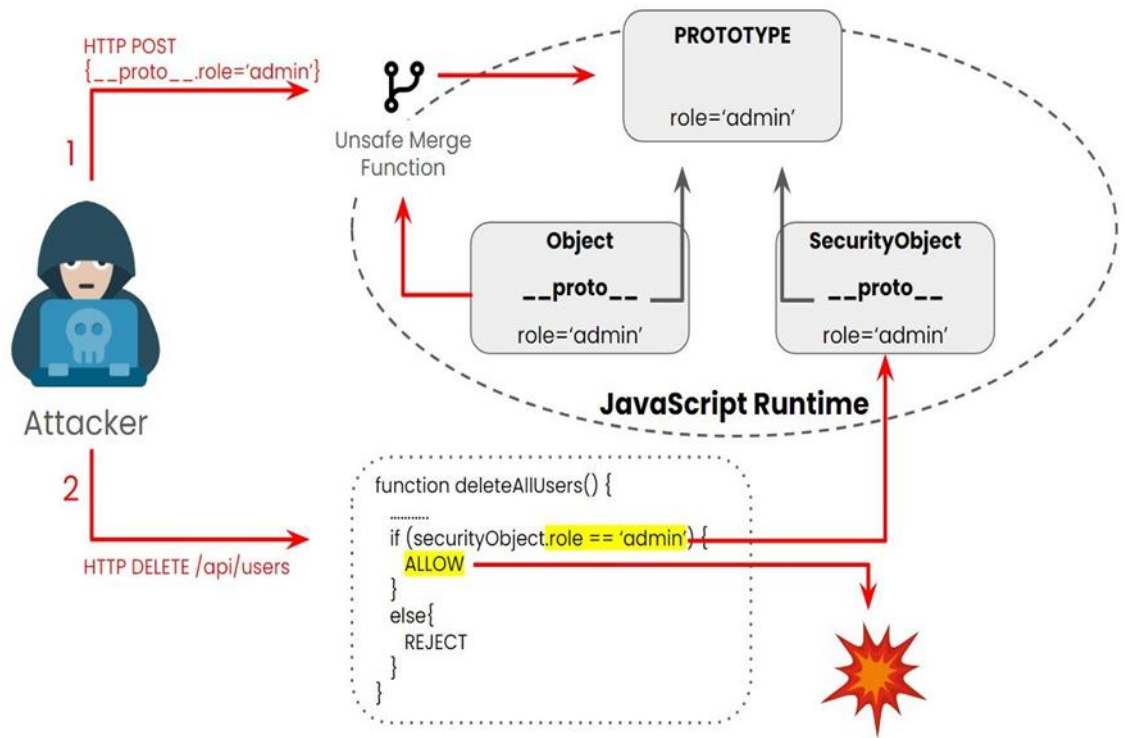 HTTP POST
{__proto__.role=‘admin’}
1
Unsafe Merge
Function
PROTOTYPE
role=‘admin’
Object
__proto__
role=‘admin’
SecurityObject
__proto__
role=‘admin’
JavaScript Runtime
Attacker
2
HTTP DELETE /api/users
function deleteAllUsers() {
...........
if (securityObject.role == ‘admin’) {
ALLOW
}
else{
REJECT
}
}